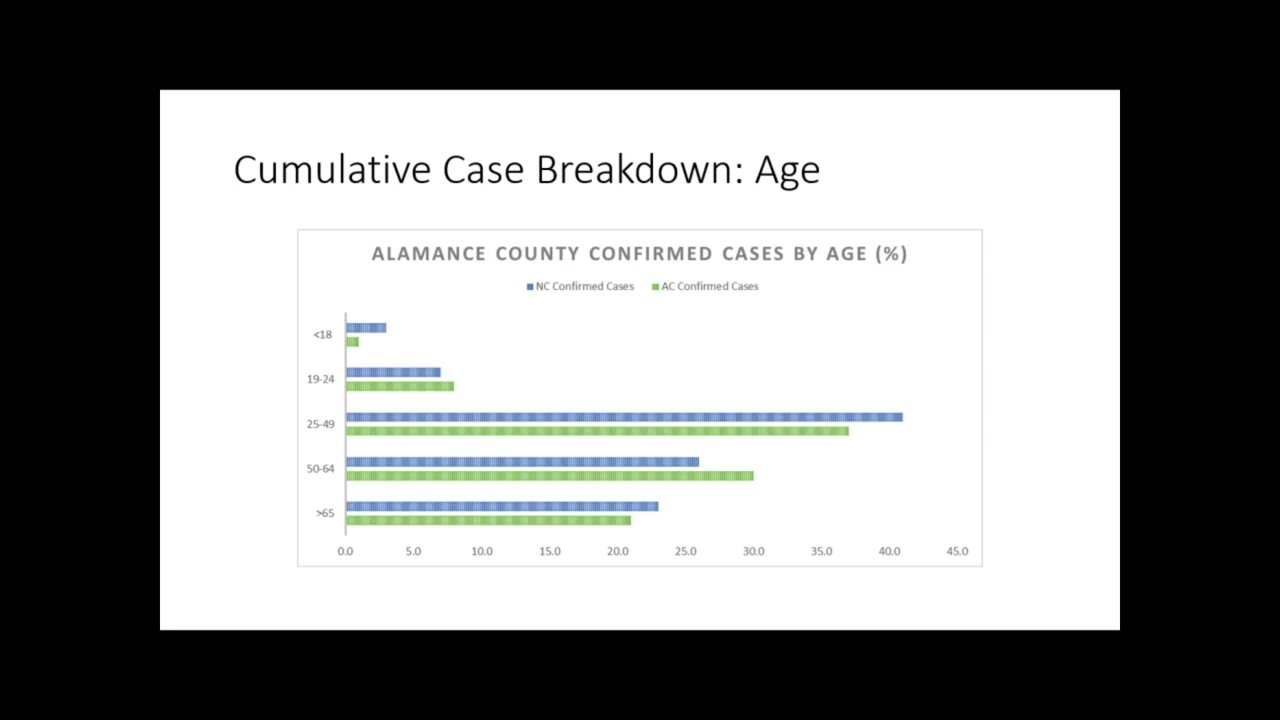 Cumulative Case Breakdown: Age
ALAMANCE COUNTY CONFIRMED CASES BY AGE (%)
NC Confirmed Cases AC Confirmed Cases
<18
19-24
25-49
50-64
>65
0.0 5.0 10.0 15.0 20.0 25.0 30.0 35.0 40.0 45.0